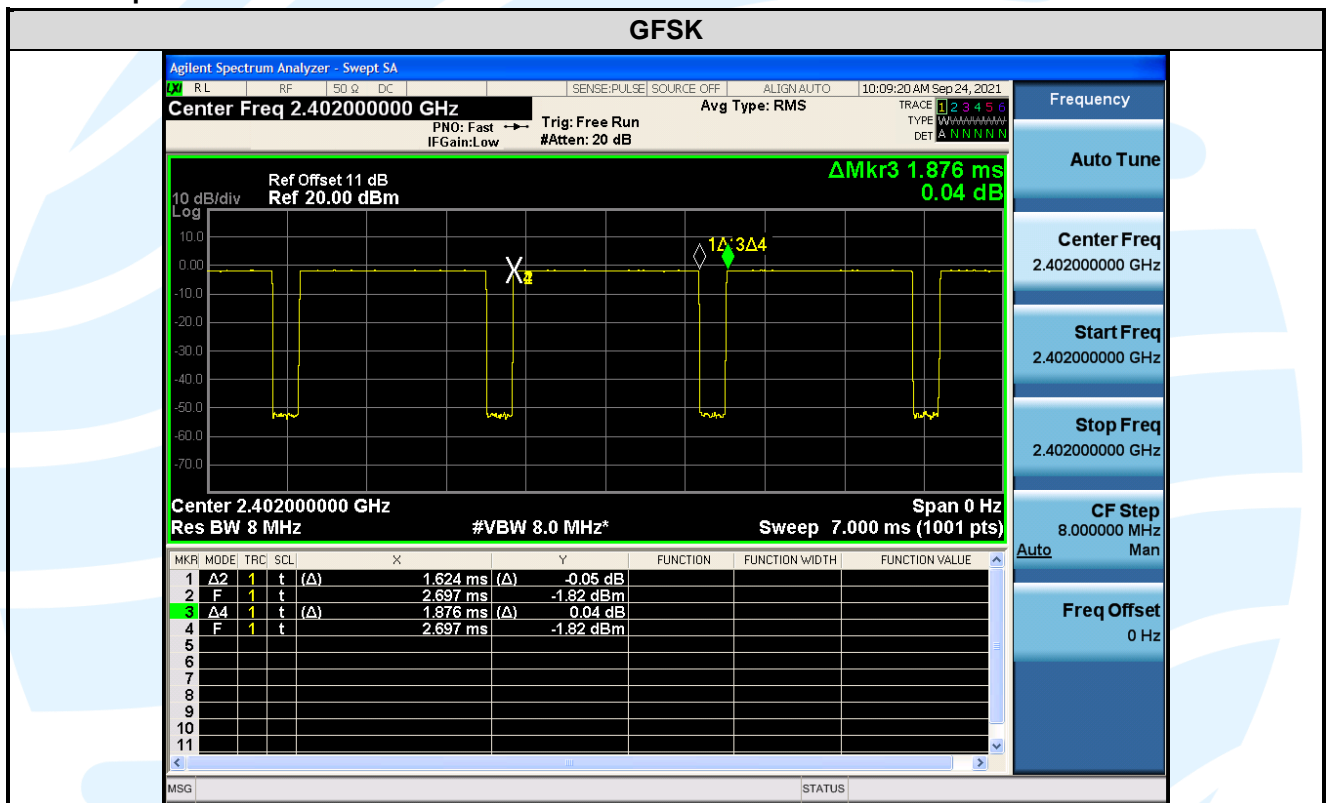 GFSK
Agilent Spectrum Analyzer - Swept SA
LXI RL RF 50 Ω DC SENSE:PULSE SOURCE OFF ALIGN AUTO 10:09:20 AM Sep 24, 2021
Center Freq 2.402000000 GHz Avg Type: RMS TRACE 1 2 3 4 5 6
PNO: Fast Trig: Free Run TYPE WWWWWW
IFGain:Low #Atten: 20 dB DET A N N N N N
ΔMkr3 1.876 ms
Ref Offset 11 dB
10 dB/div Ref 20.00 dBm 0.04 dB
Log
10.0
0.00
-10.0
-20.0
-30.0
-40.0
-50.0
-60.0
-70.0
3Δ4
Center 2.402000000 GHz Span 0 Hz
Res BW 8 MHz #VBW 8.0 MHz* Sweep 7.000 ms (1001 pts)
MKR MODE TRC SCL X Y FUNCTION FUNCTION WIDTH FUNCTION VALUE
1 Δ2 1 t (Δ) 1.624 ms (Δ) -0.05 dB
2 F 1 t 2.697 ms -1.82 dBm
3 Δ4 1 t (Δ) 1.876 ms (Δ) 0.04 dB
4 F 1 t 2.697 ms -1.82 dBm
5
6
7
8
9
10
11
MSG STATUS
Frequency
Auto Tune
Center Freq
2.402000000 GHz
Start Freq
2.402000000 GHz
Stop Freq
2.402000000 GHz
CF Step
8.000000 MHz
Auto Man
Freq Offset
0 Hz